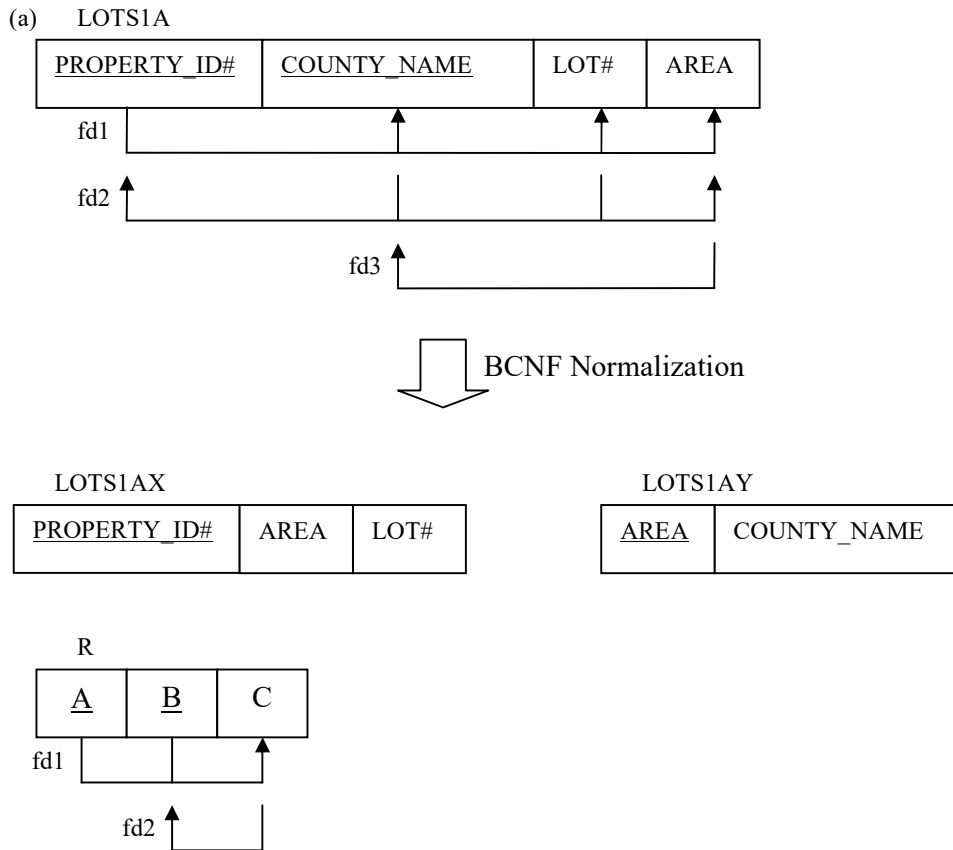 (a) LOTS1A
PROPERTY_ID# COUNTY_NAME LOT# AREA
fd1
fd2
fd3
BCNF Normalization
LOTS1AX LOTS1AY
PROPERTY_ID# AREA LOT# AREA COUNTY_NAME
R
A B C
fd1
fd2